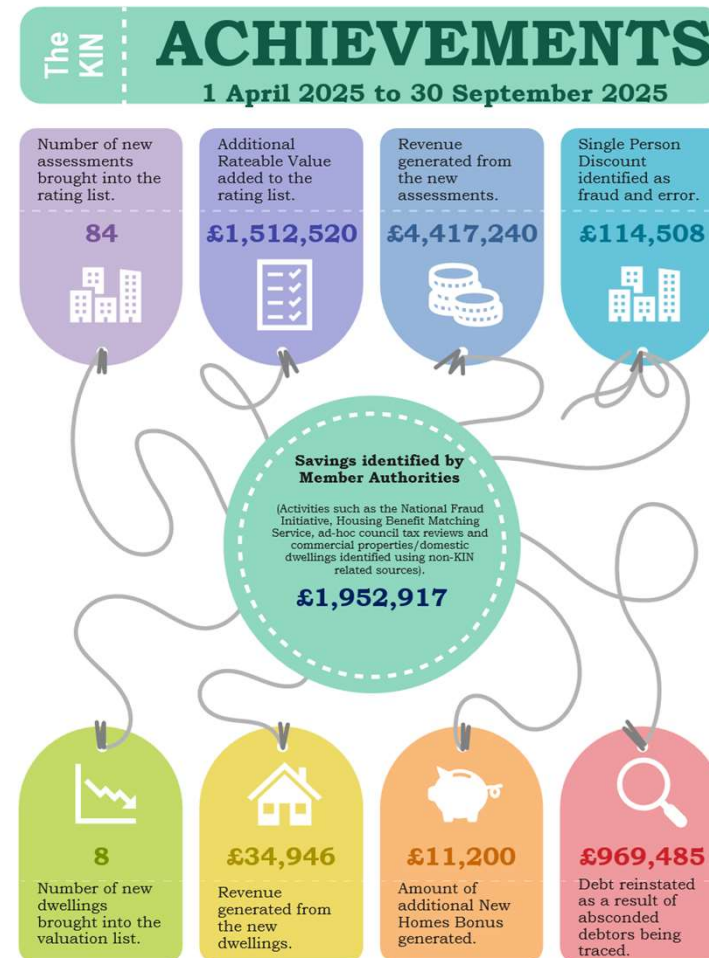 The
KIN
ACHIEVEMENTS
1 April 2025 to 30 September 2025
Number of new
assessments
brought into the
rating list.
84
Additional
Rateable Value
added to the
rating list.
£1,512,520
Revenue
generated from
the new
assessments.
£4,417,240
Single Person
Discount
identified as
fraud and error.
£114,508
Savings identified by
Member Authorities
(Activities such as the National Fraud
Initiative, Housing Benefit Matching
Service, ad-hoc council tax reviews and
commercial properties/domestic
dwellings identified using non-KIN
related sources).
£1,952,917
8
Number of new
dwellings
brought into the
valuation list.
£34,946
Revenue
generated from
the new
dwellings.
£11,200
Amount of
additional New
Homes Bonus
generated.
£969,485
Debt reinstated
as a result of
absconded
debtors being
traced.